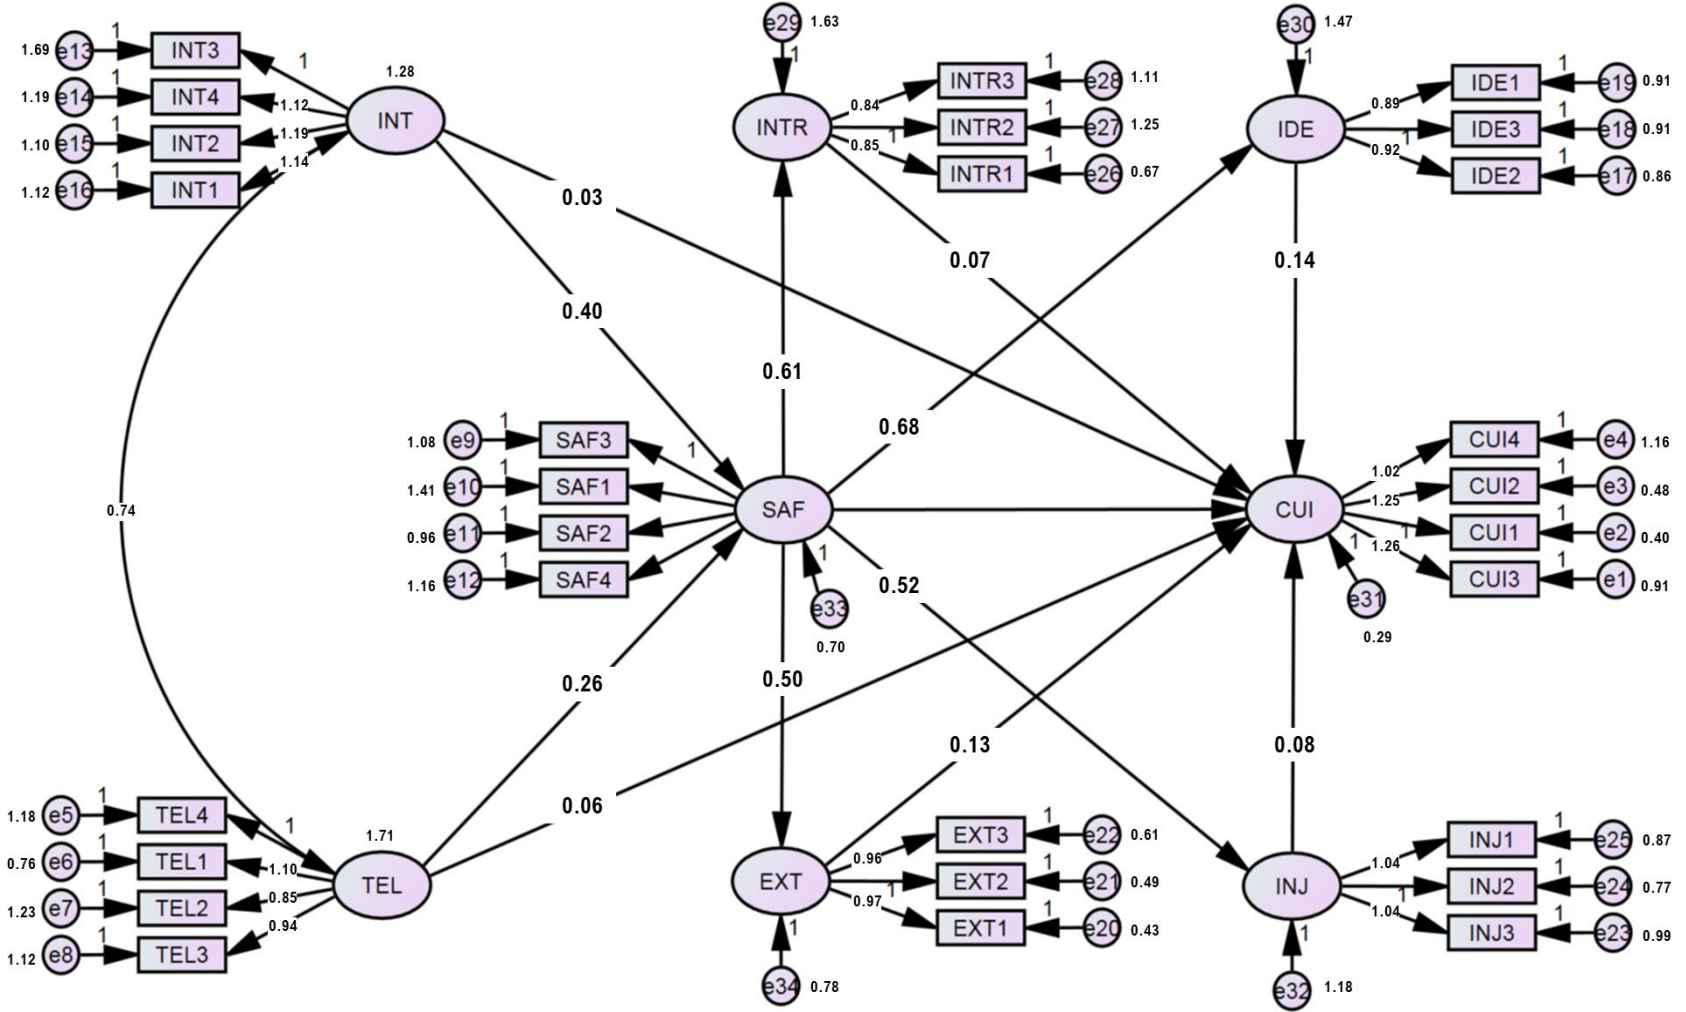 e29 1.63
e30 1.47
1.69 e13 1 INT3 1
1.19 e14 1 INT4 1.12
1.10 e15 1 INT2 1.19
1.12 e16 1 INT1 1.14
1.28
INT
1
INTR
0.84 INTR3 1 e28 1.11
1 INTR2 1 e27 1.25
0.85 INTR1 1 e26 0.67
1
IDE
0.89 IDE1 1 e19 0.91
1 IDE3 1 e18 0.91
0.92 IDE2 1 e17 0.86
0.03
0.07
0.14
0.40
0.61
0.68
1.08 e9 1 SAF3 1
1.41 e10 1 SAF1
0.96 e11 1 SAF2
1.16 e12 1 SAF4
SAF
1
e33
0.70
0.74
CUI
1.02 CUI4 1 e4 1.16
1.25 CUI2 1 e3 0.48
1 CUI1 1 e2 0.40
1.26 CUI3 1 e1 0.91
1
e31
0.29
0.52
0.26
0.50
0.13
0.08
0.06
1.18 e5 1 TEL4 1
0.76 e6 1 TEL1 1.10
1.23 e7 1 TEL2 0.85
1.12 e8 1 TEL3 0.94
1.71
TEL
EXT
0.96 EXT3 1 e22 0.61
1 EXT2 1 e21 0.49
0.97 EXT1 1 e20 0.43
1
e34 0.78
INJ
1.04 INJ1 1 e25 0.87
1 INJ2 1 e24 0.77
1.04 INJ3 1 e23 0.99
1
e32 1.18